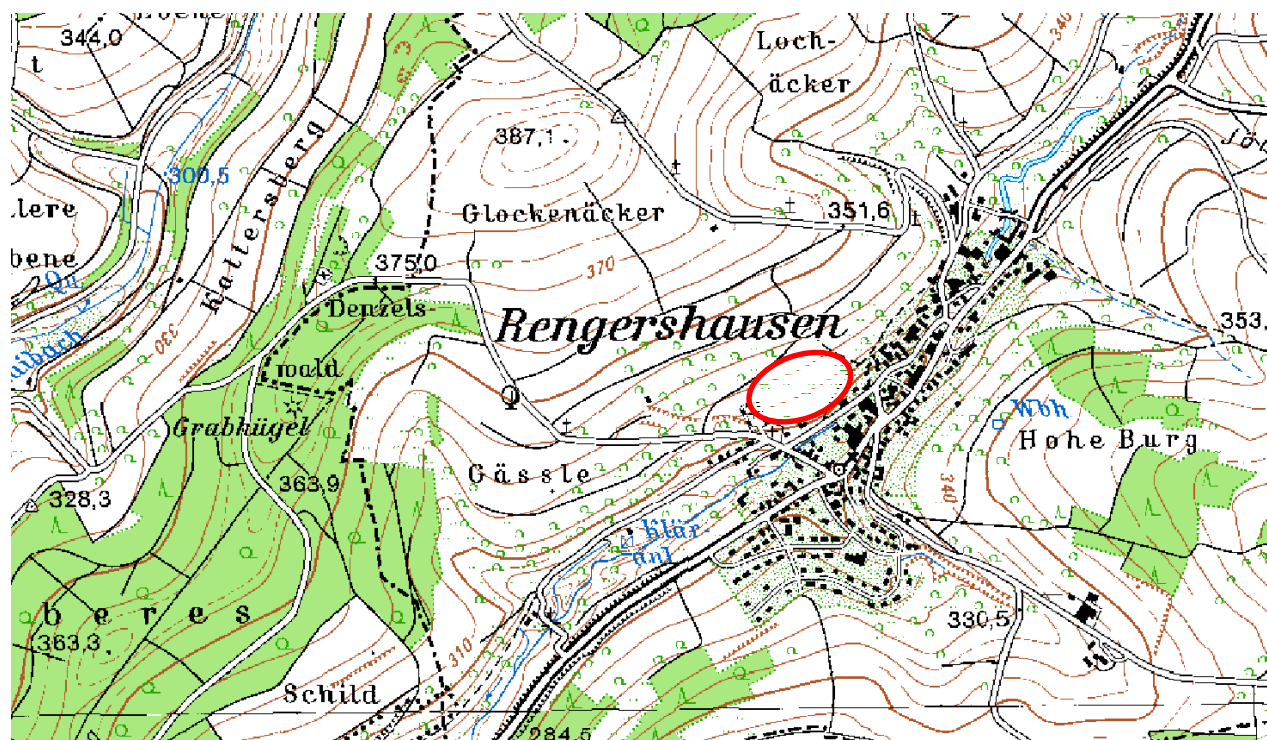 344,0
t
Loch-
äcker
340
387,1
300,5
Glockenäcker
351,6
375,0
370
Denzels-
wald
Rengershausen
353,
330
Grabhügel
Wbh
Hohe Burg
Gässle
363,9
328,3
340
Klär-
anl
beres
330,5
363,3
310
Schild
284,5